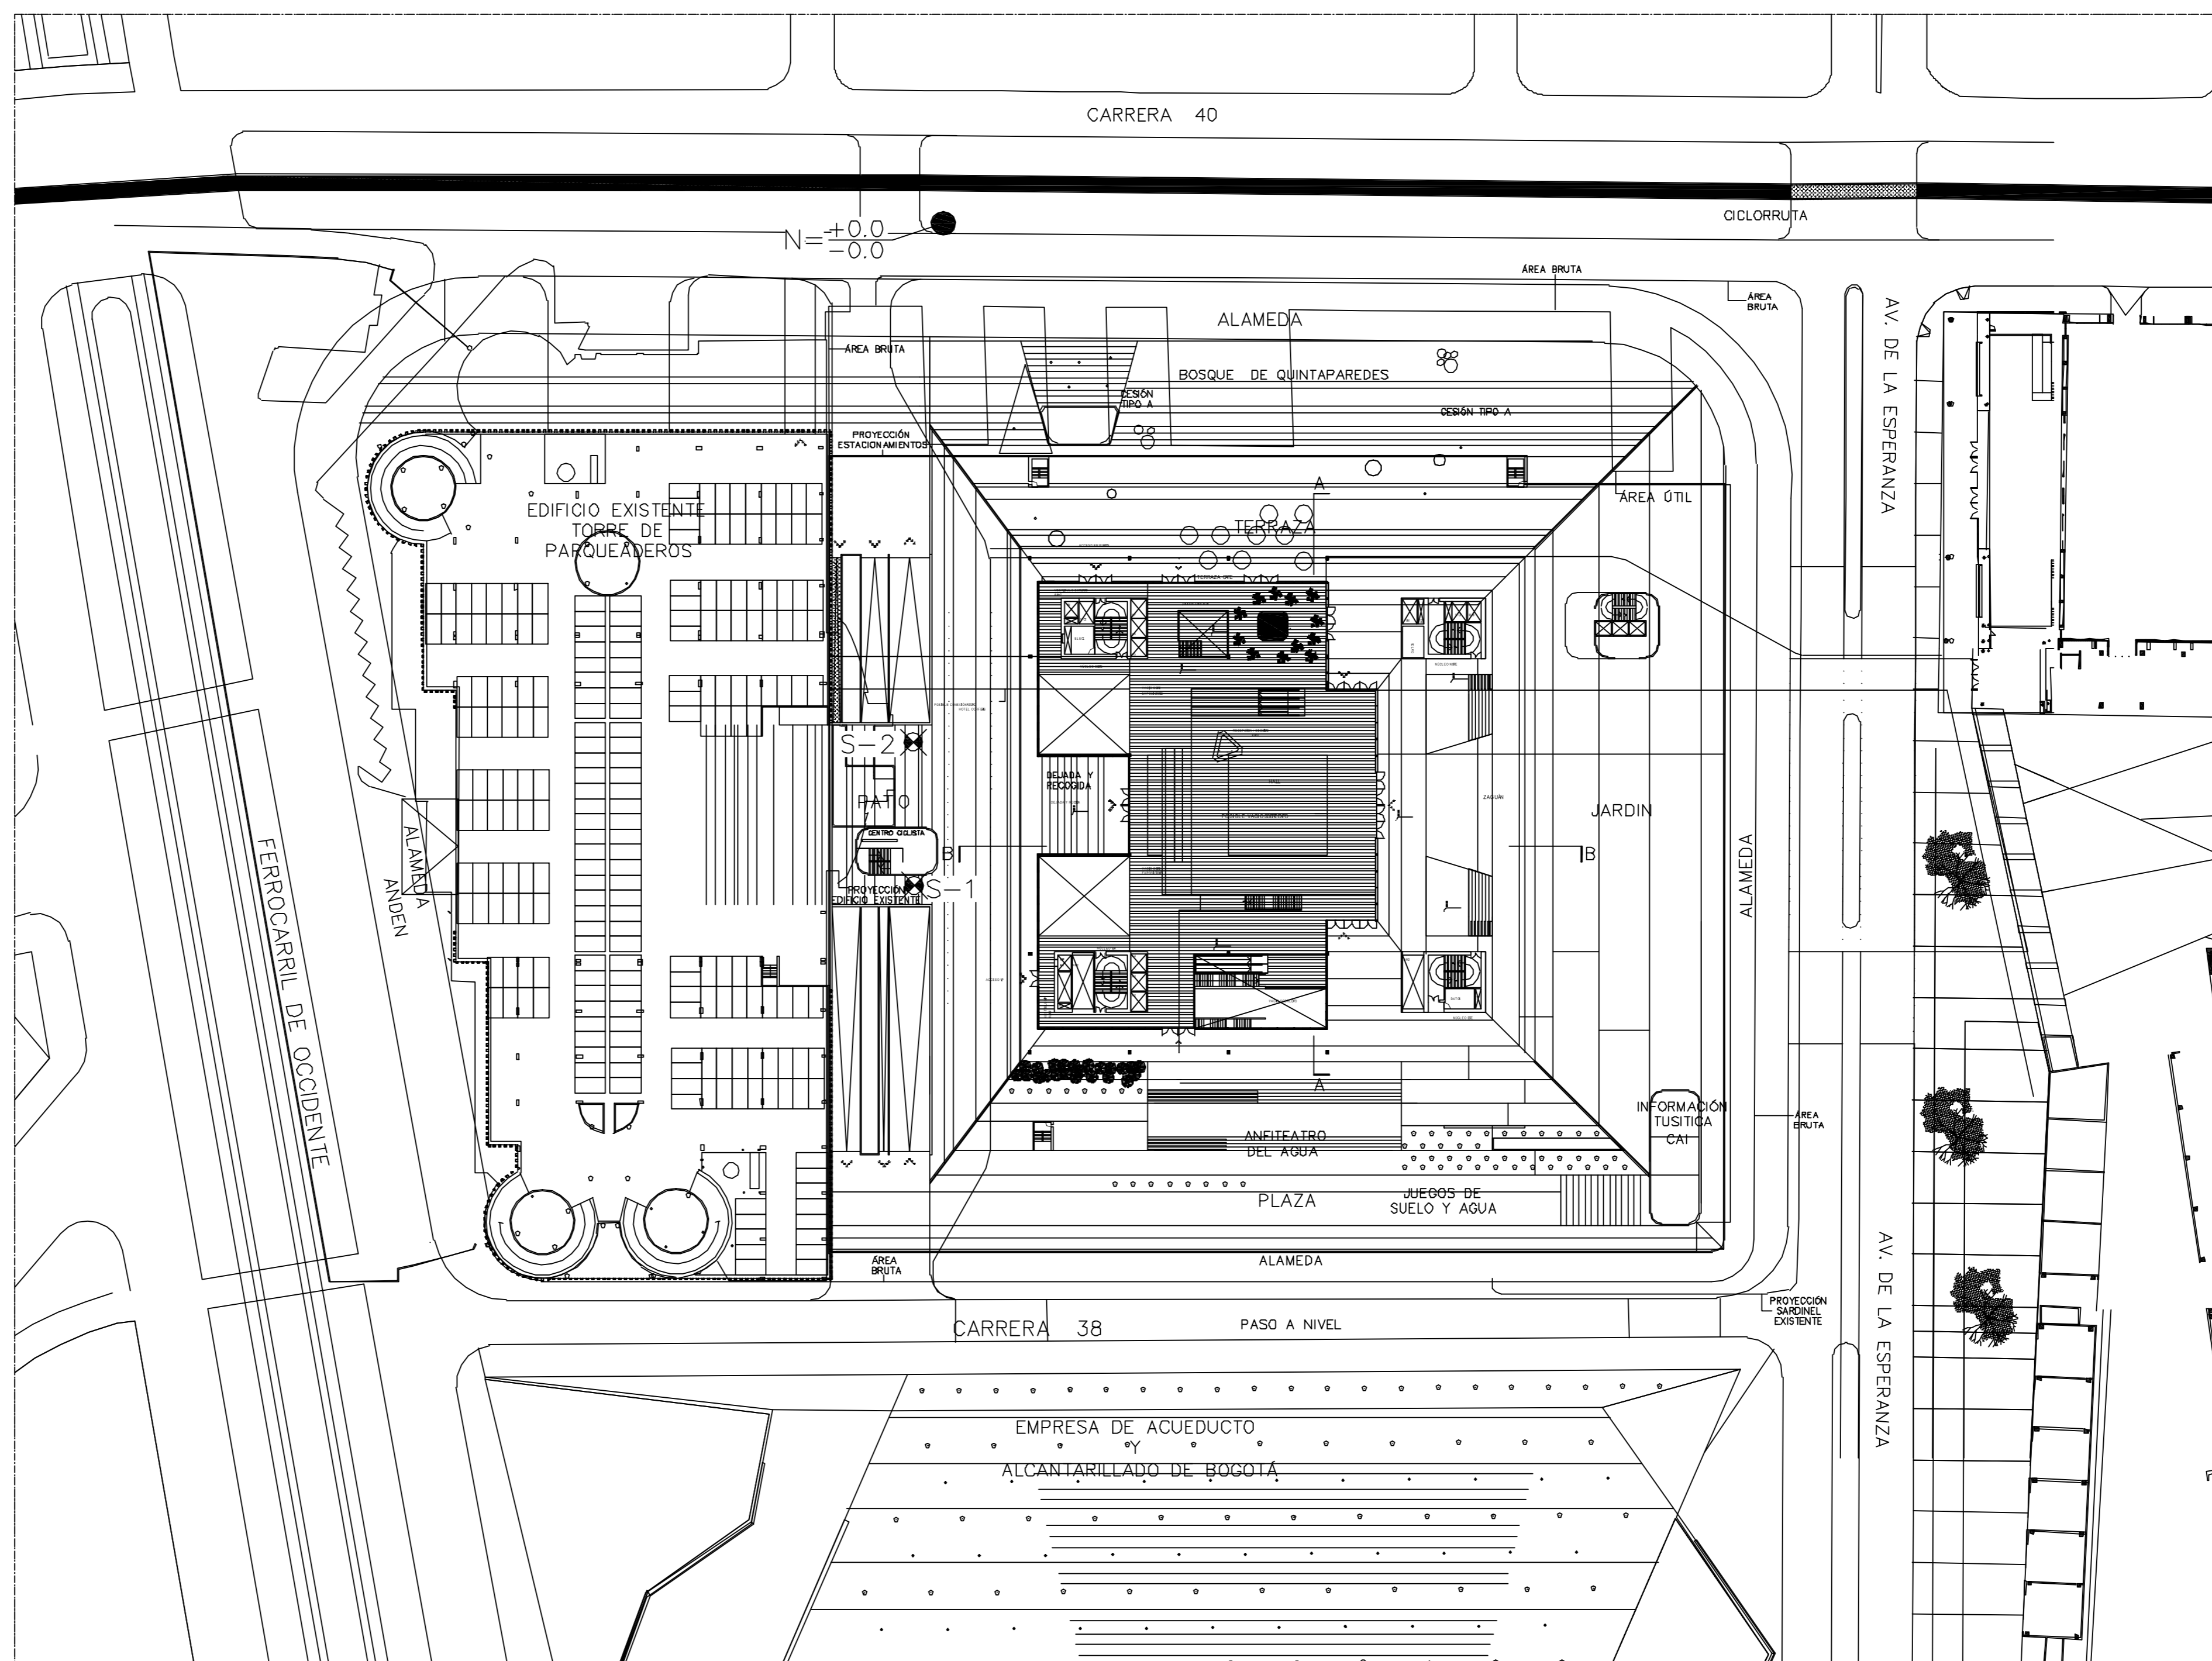 CARRERA 40
CICLORRUTA
N=
+0.0
-0.0
ÁREA BRUTA
ÁREA
BRUTA
ALAMEDA
AV. DE LA ESPERANZA
ÁREA BRUTA
BOSQUE DE QUINTAPAREDES
CESIÓN
TIPO A
CESIÓN TIPO A
PROYECCIÓN
ESTACIONAMIENTOS
A
ÁREA ÚTIL
EDIFICIO EXISTENTE
TORRE DE
PARQUEADEROS
TERRAZA
S-2
DEJADA Y
RECOGIDA
HALL
ZAGUÁN
PATIO
JARDIN
CENTRO CICLISTA
B
B
ALAMEDA
ANDEN
ALAMEDA
FERROCARRIL DE OCCIDENTE
PROYECCIÓN
EDIFICIO EXISTENTE
S-1
A
INFORMACIÓN
TUSITICA
CAI
ÁREA
BRUTA
ANFITEATRO
DEL AGUA
PLAZA
JUEGOS DE
SUELO Y AGUA
ÁREA
BRUTA
ALAMEDA
AV. DE LA ESPERANZA
PROYECCIÓN
SARDINEL
EXISTENTE
CARRERA 38
PASO A NIVEL
EMPRESA DE ACUEDUCTO
Y
ALCANTARILLADO DE BOGOTÁ